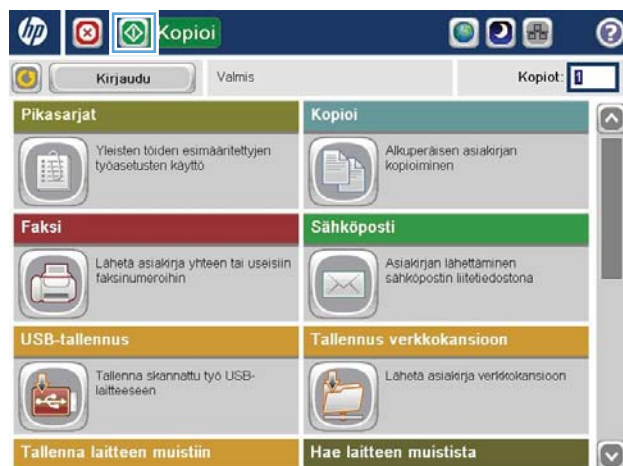 hp
Kopioi
?
Kirjaudu
Valmis
Kopiot: 1
Pikasarjat
Yleisten töiden esimääritettyjen
työasetusten käyttö
Kopioi
Alkuperäisen asiakirjan
kopioiminen
Faksi
Lähetä asiakirja yhteen tai useisiin
faksinumeroihin
Sähköposti
Asiakirjan lähettäminen
sähköpostin liitetiedostona
USB-tallennus
Tallenna skannattu työ USB-
laitteeseen
Tallennus verkkokansioon
Lähetä asiakirja verkkokansioon
Tallenna laitteen muistiin
Hae laitteen muistista